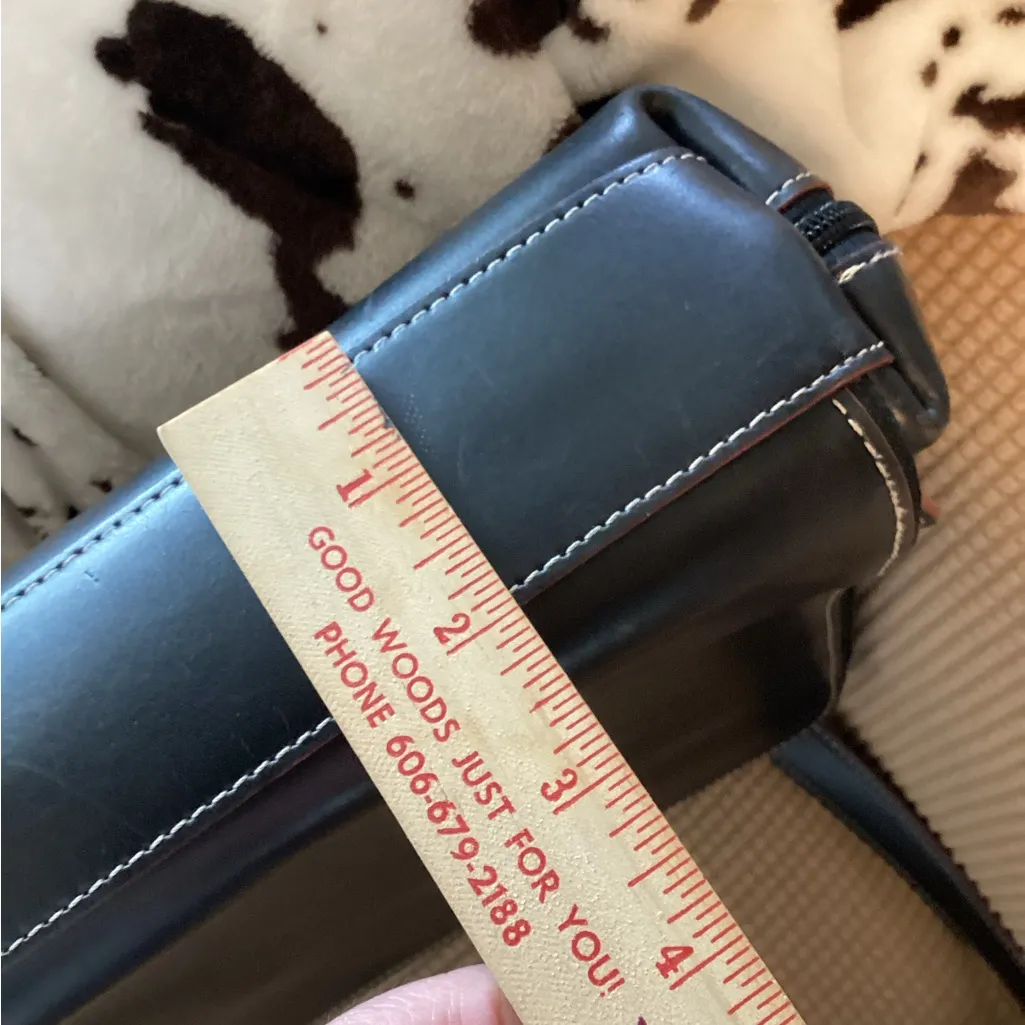 1 2 3 4
GOOD WOODS JUST FOR YOU!
PHONE 606-679-2188